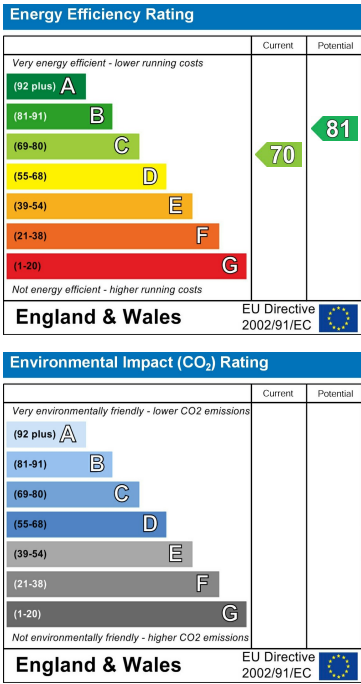 Energy Efficiency Rating
Current Potential
Very energy efficient - lower running costs
(92 plus) A
(81-91) B
(69-80) C
(55-68) D
(39-54) E
(21-38) F
(1-20) G
70
81
Not energy efficient - higher running costs
England & Wales
EU Directive
2002/91/EC
Environmental Impact (CO₂) Rating
Current Potential
Very environmentally friendly - lower CO2 emissions
(92 plus) A
(81-91) B
(69-80) C
(55-68) D
(39-54) E
(21-38) F
(1-20) G
Not environmentally friendly - higher CO2 emissions
England & Wales
EU Directive
2002/91/EC